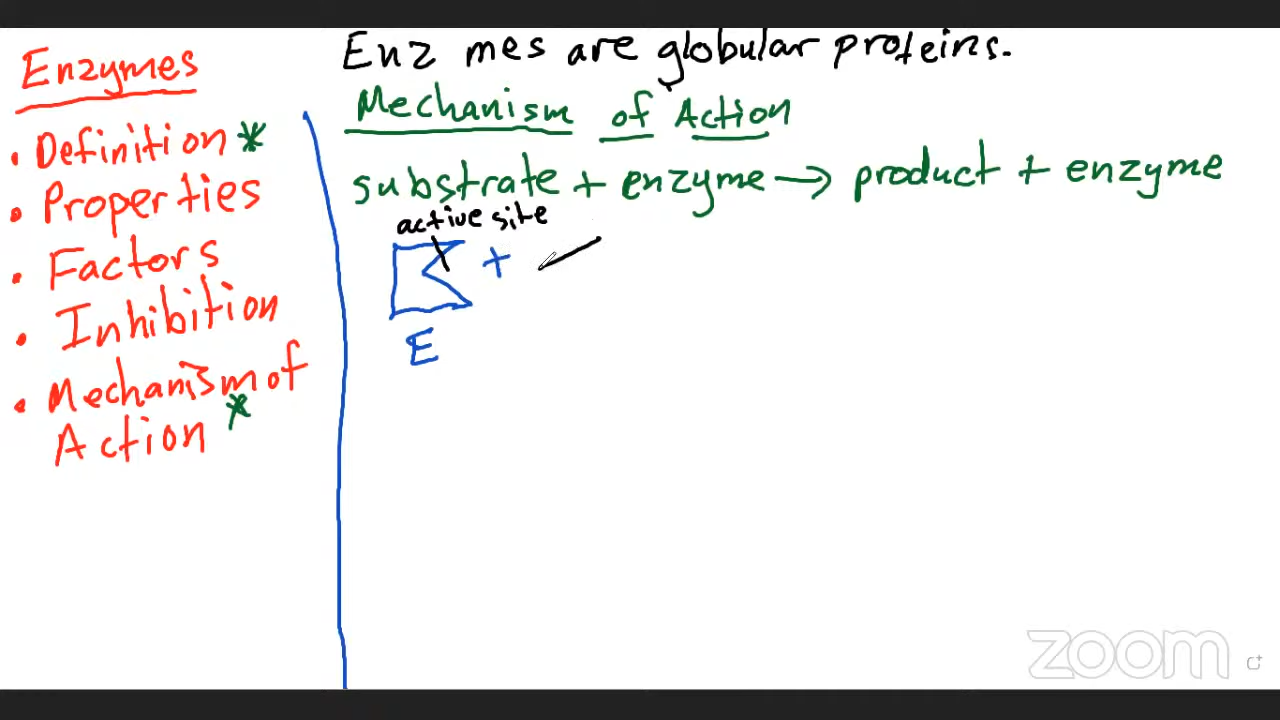 Enzymes
• Definition *
• Properties
• Factors
• Inhibition
• Mechanism of
Action *
Enz mes are globular proteins.
Mechanism of Action
substrate + enzyme → product + enzyme
active site
+
E
zoom